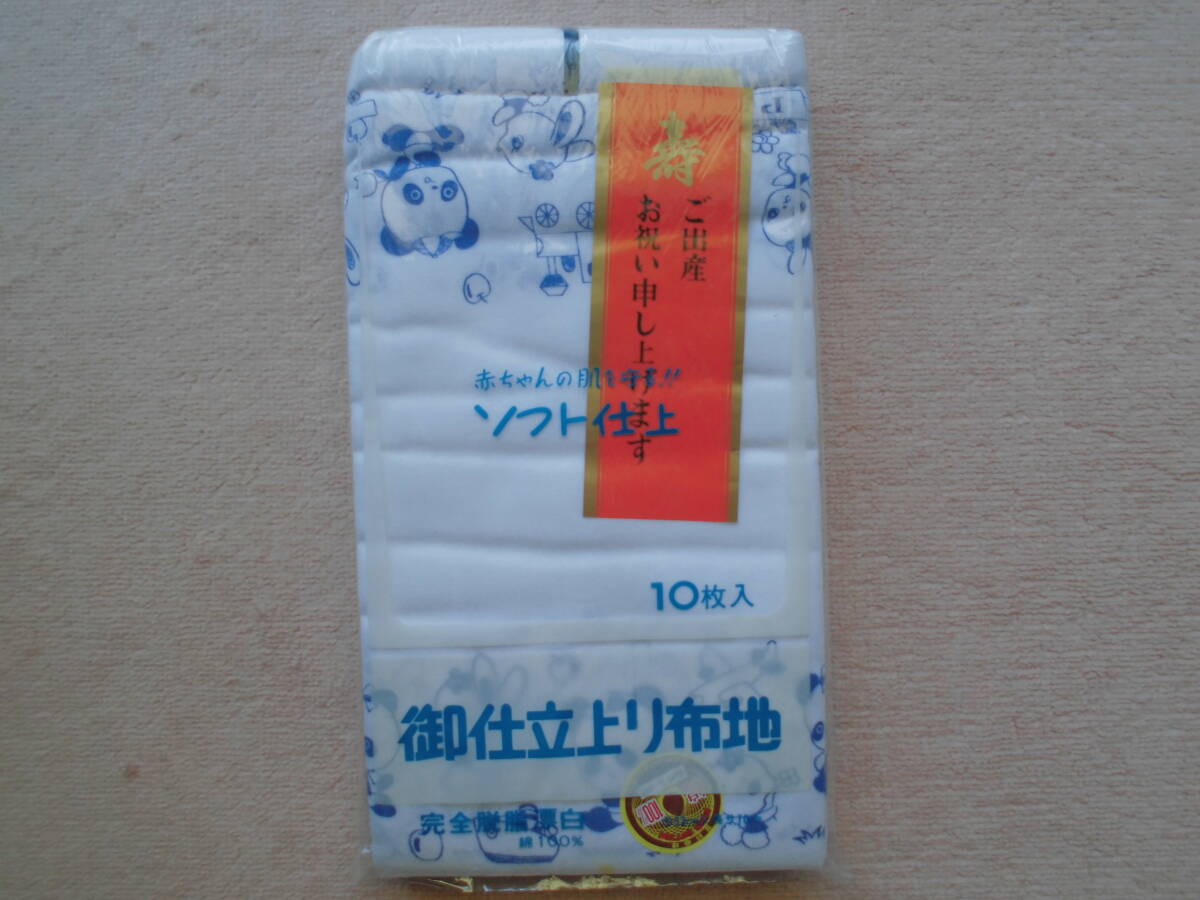 寿
ご出産
お祝い申し上げます
赤ちゃんの肌を
ソフト仕上
10枚入
御仕立上り布地
完全脱脂漂白
綿100%